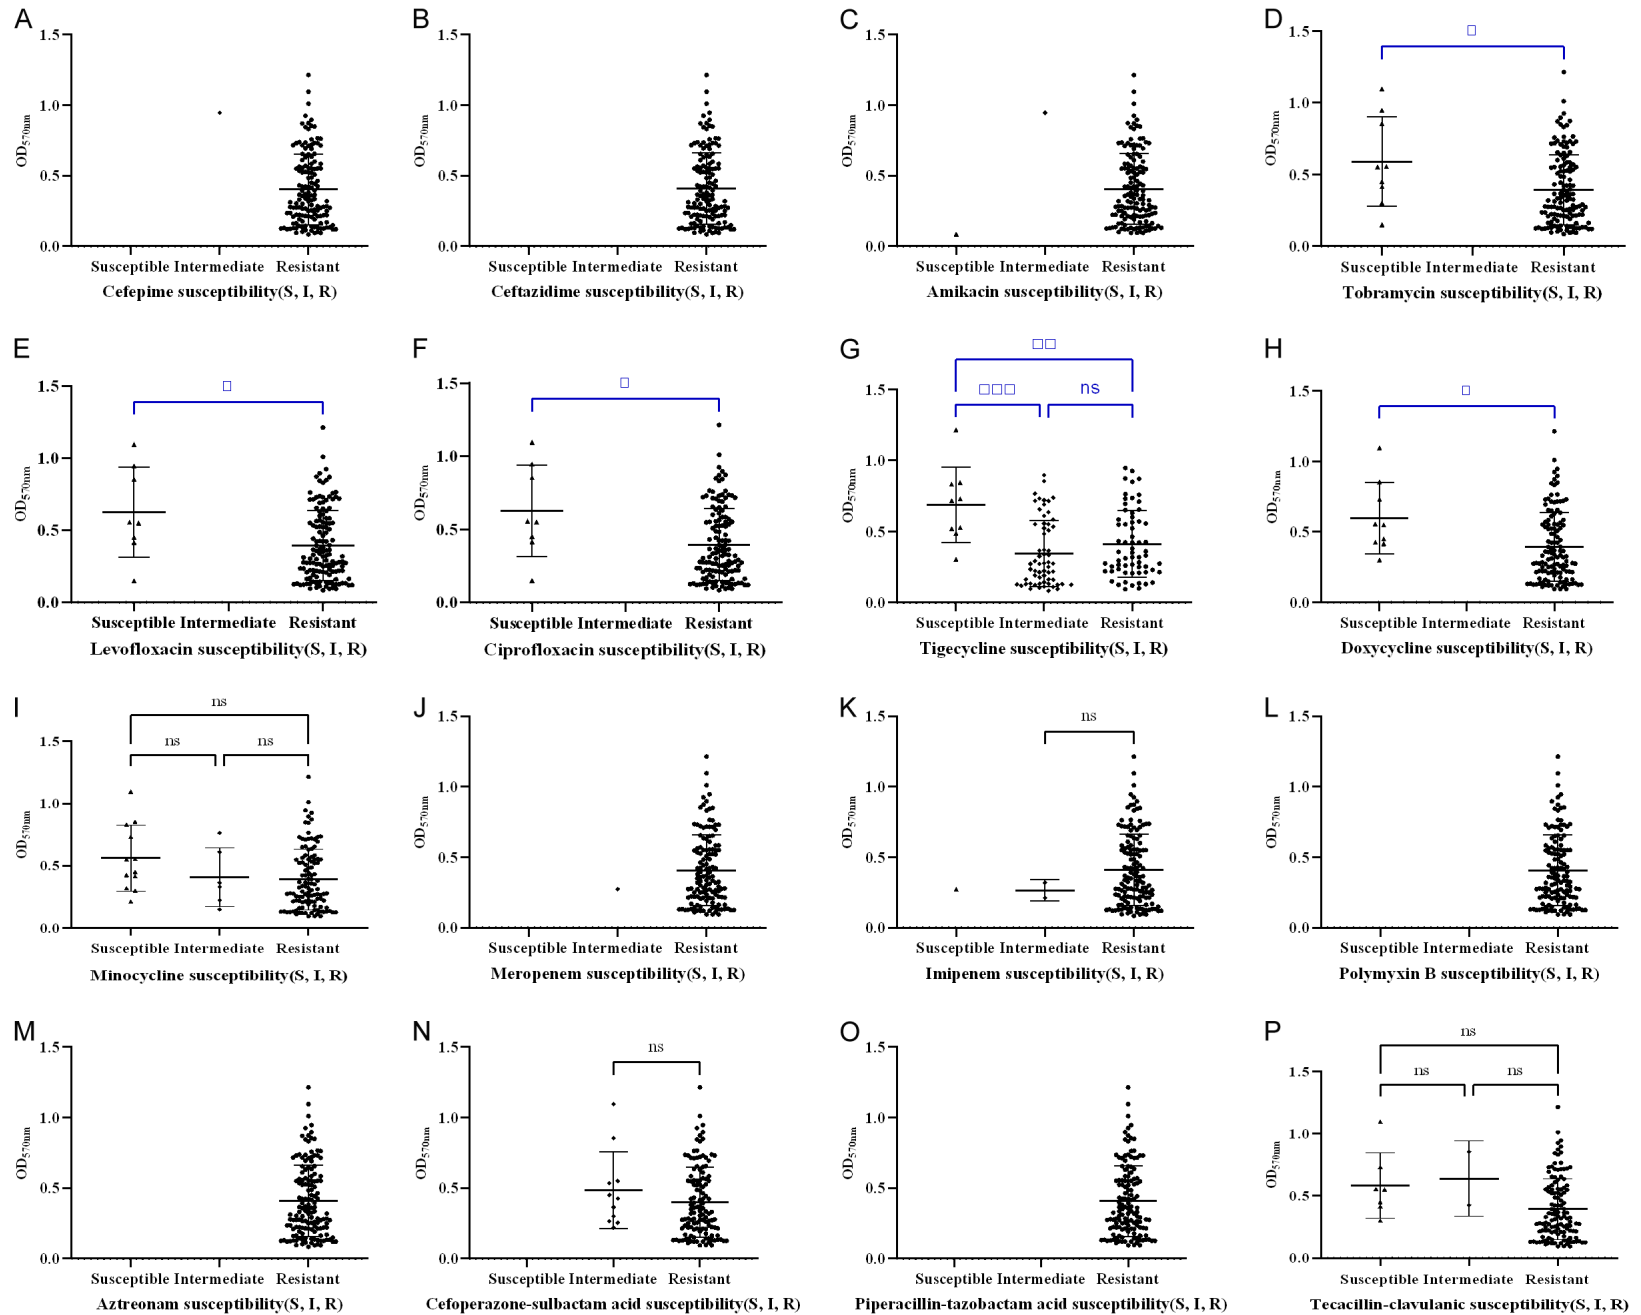 A
1.5
1.0
0.5
0.0
OD570nm
Susceptible Intermediate Resistant
Cefepime susceptibility(S, I, R)
B
1.5
1.0
0.5
0.0
OD570nm
Susceptible Intermediate Resistant
Ceftazidime susceptibility(S, I, R)
C
1.5
1.0
0.5
0.0
OD570nm
Susceptible Intermediate Resistant
Amikacin susceptibility(S, I, R)
D
□
1.5
1.0
0.5
0.0
OD570nm
Susceptible Intermediate Resistant
Tobramycin susceptibility(S, I, R)
E
□
1.5
1.0
0.5
0.0
OD570nm
Susceptible Intermediate Resistant
Levofloxacin susceptibility(S, I, R)
F
□
1.5
1.0
0.5
0.0
OD570nm
Susceptible Intermediate Resistant
Ciprofloxacin susceptibility(S, I, R)
G
□□
□□□ ns
1.5
1.0
0.5
0.0
OD570nm
Susceptible Intermediate Resistant
Tigecycline susceptibility(S, I, R)
H
□
1.5
1.0
0.5
0.0
OD570nm
Susceptible Intermediate Resistant
Doxycycline susceptibility(S, I, R)
I
ns
ns ns
1.5
1.0
0.5
0.0
OD570nm
Susceptible Intermediate Resistant
Minocycline susceptibility(S, I, R)
J
1.5
1.0
0.5
0.0
OD570nm
Susceptible Intermediate Resistant
Meropenem susceptibility(S, I, R)
K
ns
1.5
1.0
0.5
0.0
OD570nm
Susceptible Intermediate Resistant
Imipenem susceptibility(S, I, R)
L
1.5
1.0
0.5
0.0
OD570nm
Susceptible Intermediate Resistant
Polymyxin B susceptibility(S, I, R)
M
1.5
1.0
0.5
0.0
OD570nm
Susceptible Intermediate Resistant
Aztreonam susceptibility(S, I, R)
N
ns
1.5
1.0
0.5
0.0
OD570nm
Susceptible Intermediate Resistant
Cefoperazone-sulbactam acid susceptibility(S, I, R)
O
1.5
1.0
0.5
0.0
OD570nm
Susceptible Intermediate Resistant
Piperacillin-tazobactam acid susceptibility(S, I, R)
P
ns
ns ns
1.5
1.0
0.5
0.0
OD570nm
Susceptible Intermediate Resistant
Tecacillin-clavulanic susceptibility(S, I, R)